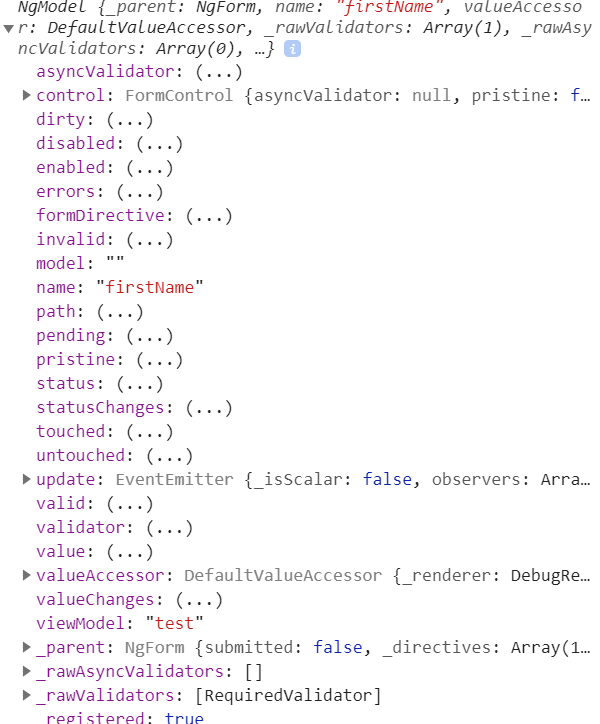 NgModel {_parent: NgForm, name: "firstName", valueAccesso
r: DefaultValueAccessor, _rawValidators: Array(1), _rawAsy
ncValidators: Array(0), …} i
asyncValidator: (...)
control: FormControl {asyncValidator: null, pristine: f…
dirty: (...)
disabled: (...)
enabled: (...)
errors: (...)
formDirective: (...)
invalid: (...)
model: ""
name: "firstName"
path: (...)
pending: (...)
pristine: (...)
status: (...)
statusChanges: (...)
touched: (...)
untouched: (...)
update: EventEmitter {_isScalar: false, observers: Arra…
valid: (...)
validator: (...)
value: (...)
valueAccessor: DefaultValueAccessor {_renderer: DebugRe…
valueChanges: (...)
viewModel: "test"
_parent: NgForm {submitted: false, _directives: Array(1…
_rawAsyncValidators: []
_rawValidators: [RequiredValidator]
_registered: true